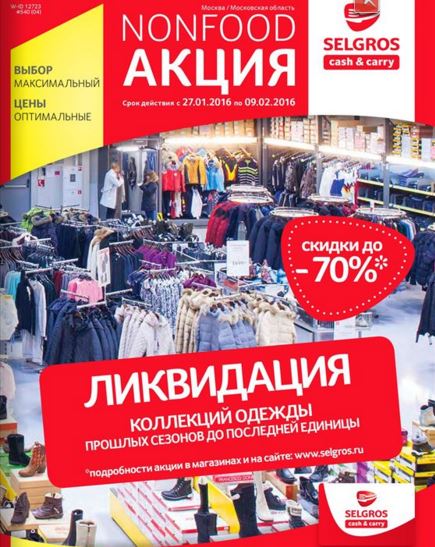 W-ID 12723
#540 (04)
Москва / Московская область
NONFOOD
АКЦИЯ
Срок действия с 27.01.2016 по 09.02.2016
SELGROS
cash & carry
ВЫБОР
МАКСИМАЛЬНЫЙ
ЦЕНЫ
ОПТИМАЛЬНЫЕ
СКИДКИ ДО
-70%*
ЛИКВИДАЦИЯ
КОЛЛЕКЦИЙ ОДЕЖДЫ
ПРОШЛЫХ СЕЗОНОВ ДО ПОСЛЕДНЕЙ ЕДИНИЦЫ
*подробности акции в магазинах и на сайте: www.selgros.ru
SELGROS
cash & carry